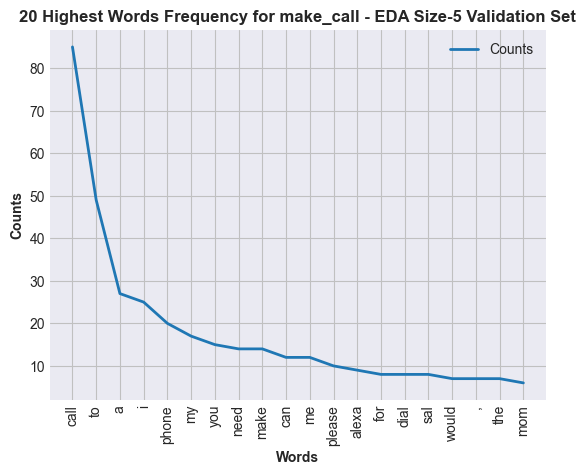 20 Highest Words Frequency for make_call - EDA Size-5 Validation Set
Counts
80
70
60
50
40
30
20
10
Counts
call
to
a
i
phone
my
you
need
make
can
me
please
alexa
for
dial
sal
would
,
the
mom
Words